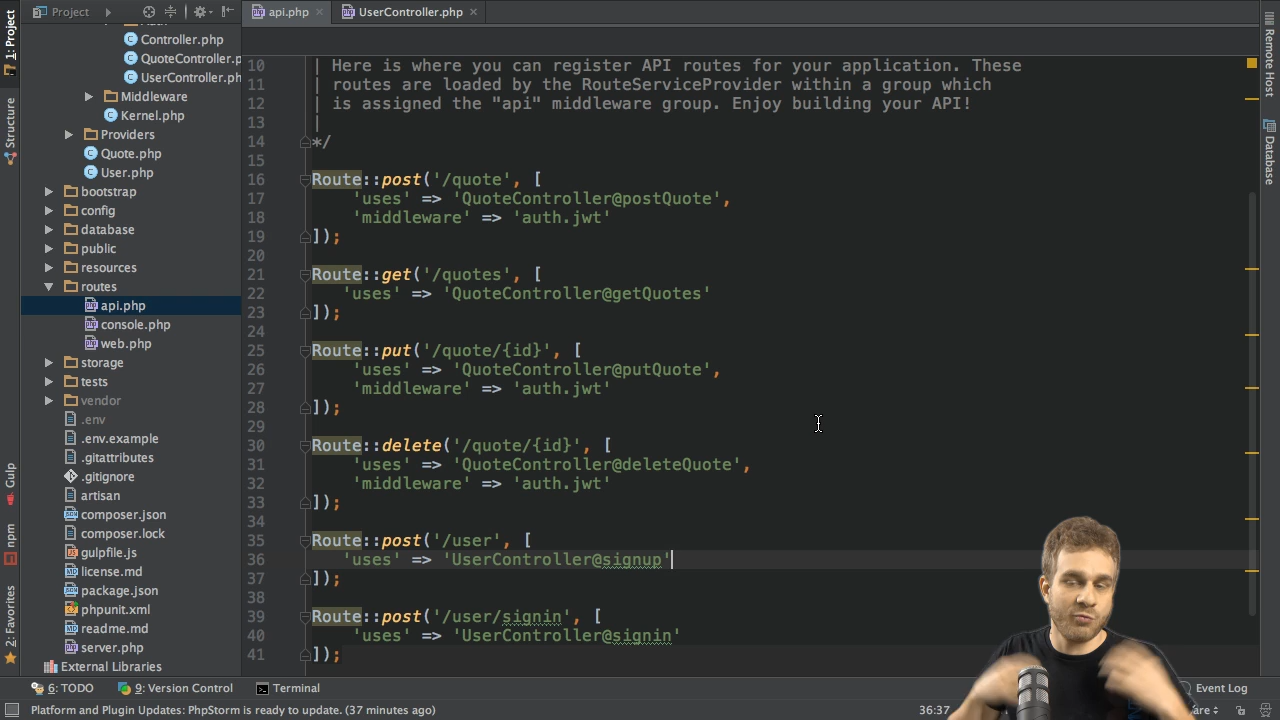 1: Project
Structure
Gulp
npm
2: Favorites
Project
Controller.php
QuoteController.p
UserController.ph
Middleware
Kernel.php
Providers
Quote.php
User.php
bootstrap
config
database
public
resources
routes
api.php
console.php
web.php
storage
tests
vendor
.env
.env.example
.gitattributes
.gitignore
artisan
composer.json
composer.lock
gulpfile.js
license.md
package.json
phpunit.xml
readme.md
server.php
External Libraries
api.php
UserController.php
10 | Here is where you can register API routes for your application. These
11 | routes are loaded by the RouteServiceProvider within a group which
12 | is assigned the "api" middleware group. Enjoy building your API!
13 |
14 */
15
16 Route::post('/quote', [
17 'uses' => 'QuoteController@postQuote',
18 'middleware' => 'auth.jwt'
19 ]);
20
21 Route::get('/quotes', [
22 'uses' => 'QuoteController@getQuotes'
23 ]);
24
25 Route::put('/quote/{id}', [
26 'uses' => 'QuoteController@putQuote',
27 'middleware' => 'auth.jwt'
28 ]);
29
30 Route::delete('/quote/{id}', [
31 'uses' => 'QuoteController@deleteQuote',
32 'middleware' => 'auth.jwt'
33 ]);
34
35 Route::post('/user', [
36 'uses' => 'UserController@signup'
37 ]);
38
39 Route::post('/user/signin', [
40 'uses' => 'UserController@signin'
41 ]);
Remote Host
Database
6: TODO
9: Version Control
Terminal
Event Log
Platform and Plugin Updates: PhpStorm is ready to update. (37 minutes ago)
36:37